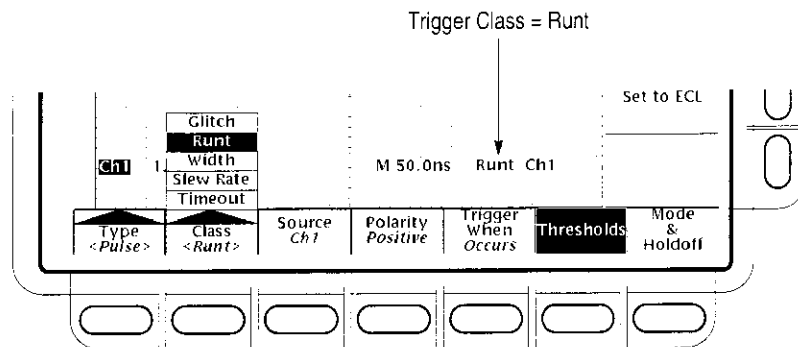 Trigger Class = Runt
Set to ECL
Glitch
Runt
Width
Slew Rate
Timeout
Ch1 1. M 50.0ns Runt Ch1
Type
<Pulse>
Class
<Runt>
Source
Ch1
Polarity
Positive
Trigger
When
Occurs
Thresholds
Mode
&
Holdoff